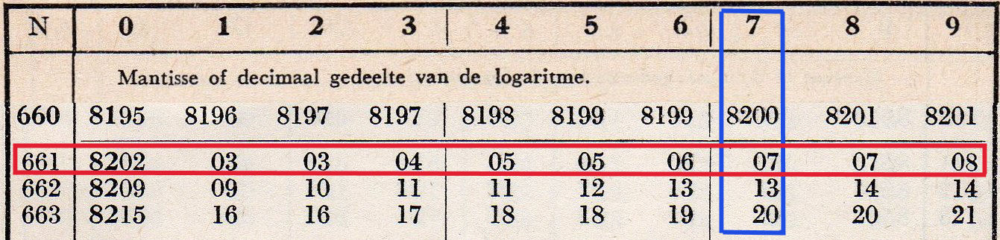 N 0 1 2 3 4 5 6 7 8 9
Mantisse of decimaal gedeelte van de logaritme.
660 8195 8196 8197 8197 8198 8199 8199 8200 8201 8201
661 8202 03 03 04 05 05 06 07 07 08
662 8209 09 10 11 11 12 13 13 14 14
663 8215 16 16 17 18 18 19 20 20 21